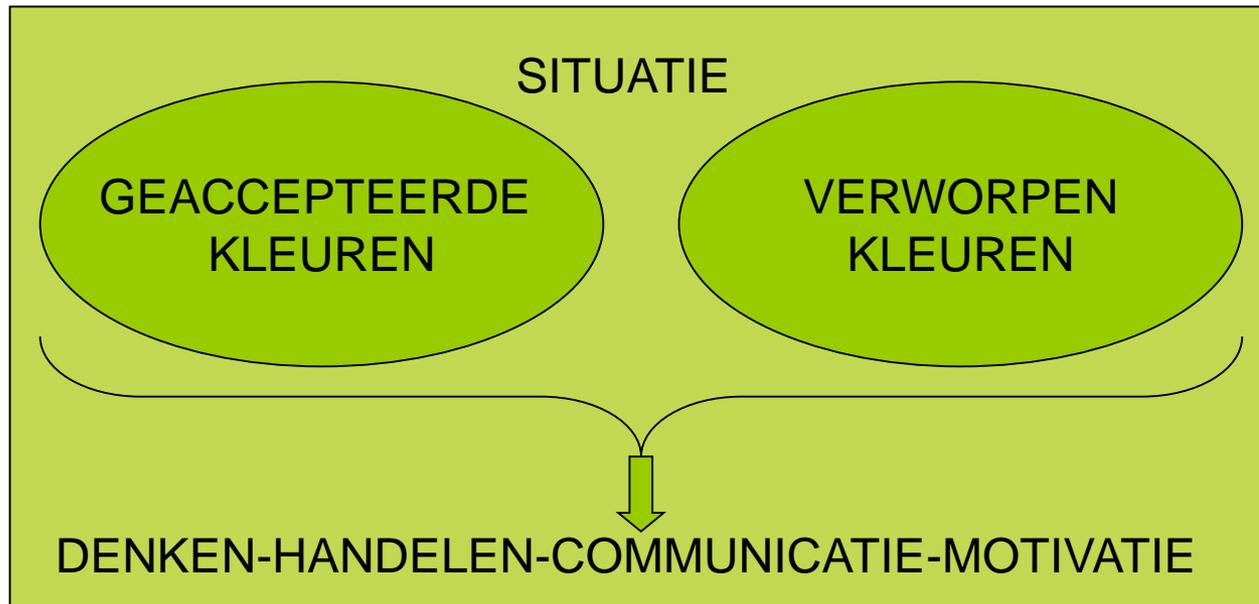 SITUATIE
GEACCEPTEERDE
KLEUREN
VERWORPEN
KLEUREN
DENKEN-HANDELEN-COMMUNICATIE-MOTIVATIE